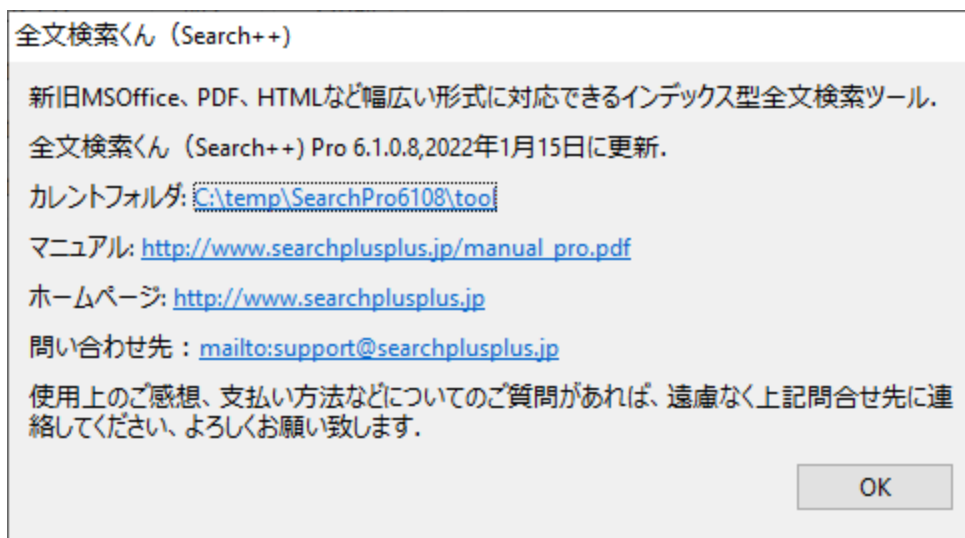 全文検索くん（Search++)
新旧MSOffice、PDF、HTMLなど幅広い形式に対応できるインデックス型全文検索ツール．
全文検索くん（Search++) Pro 6.1.0.8,2022年1月15日に更新．
カレントフォルダ: C:\temp\SearchPro6108\tool
マニュアル: http://www.searchplusplus.jp/manual_pro.pdf
ホームページ: http://www.searchplusplus.jp
問い合わせ先： mailto:support@searchplusplus.jp
使用上のご感想、支払い方法などについてのご質問があれば、遠慮なく上記問合せ先に連
絡してください、よろしくお願い致します．
OK